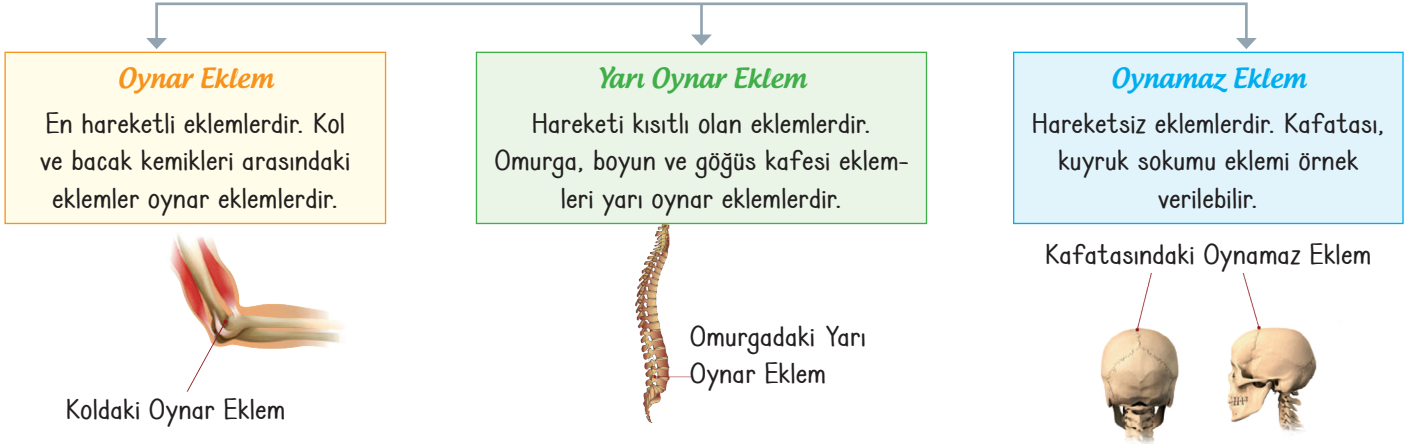 Oynar Eklem
En hareketli eklemlerdir. Kol
ve bacak kemikleri arasındaki
eklemler oynar eklemlerdir.
Koldaki Oynar Eklem
Yarı Oynar Eklem
Hareketi kısıtlı olan eklemlerdir.
Omurga, boyun ve göğüs kafesi eklem-
leri yarı oynar eklemlerdir.
Omurgadaki Yarı
Oynar Eklem
Oynamaz Eklem
Hareketsiz eklemlerdir. Kafatası,
kuyruk sokumu eklemi örnek
verilebilir.
Kafatasındaki Oynamaz Eklem